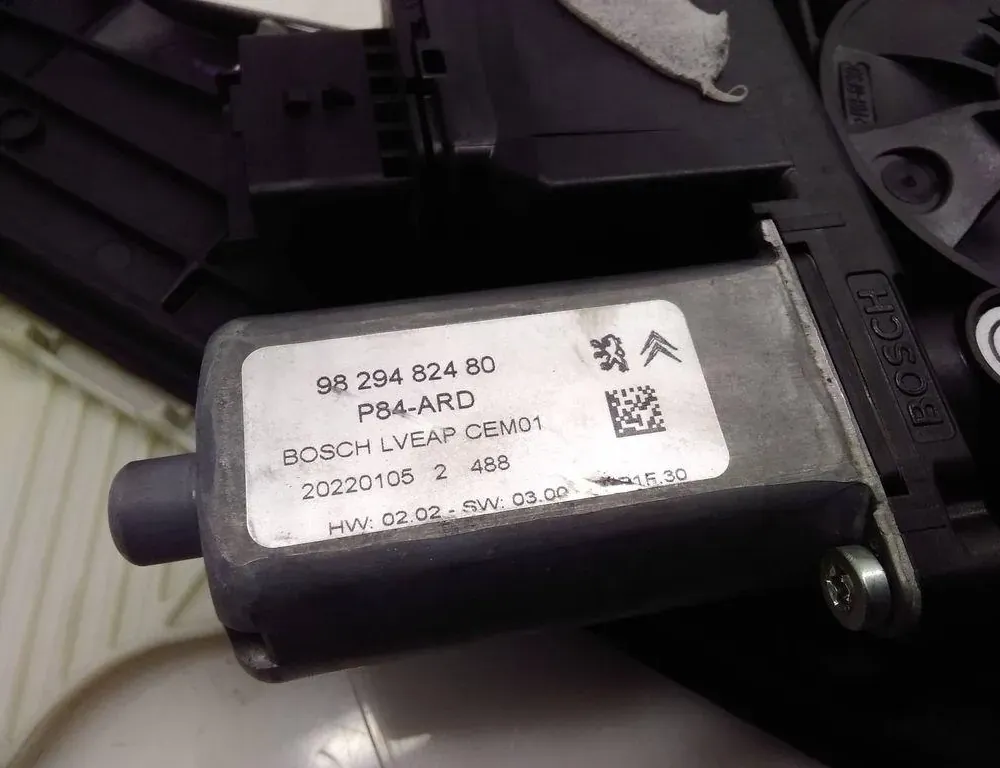 98 294 824 80
P84-ARD
BOSCH LVEAP CEM01
20220105 2 488
HW: 02.02 - SW: 03.00
BOSCH